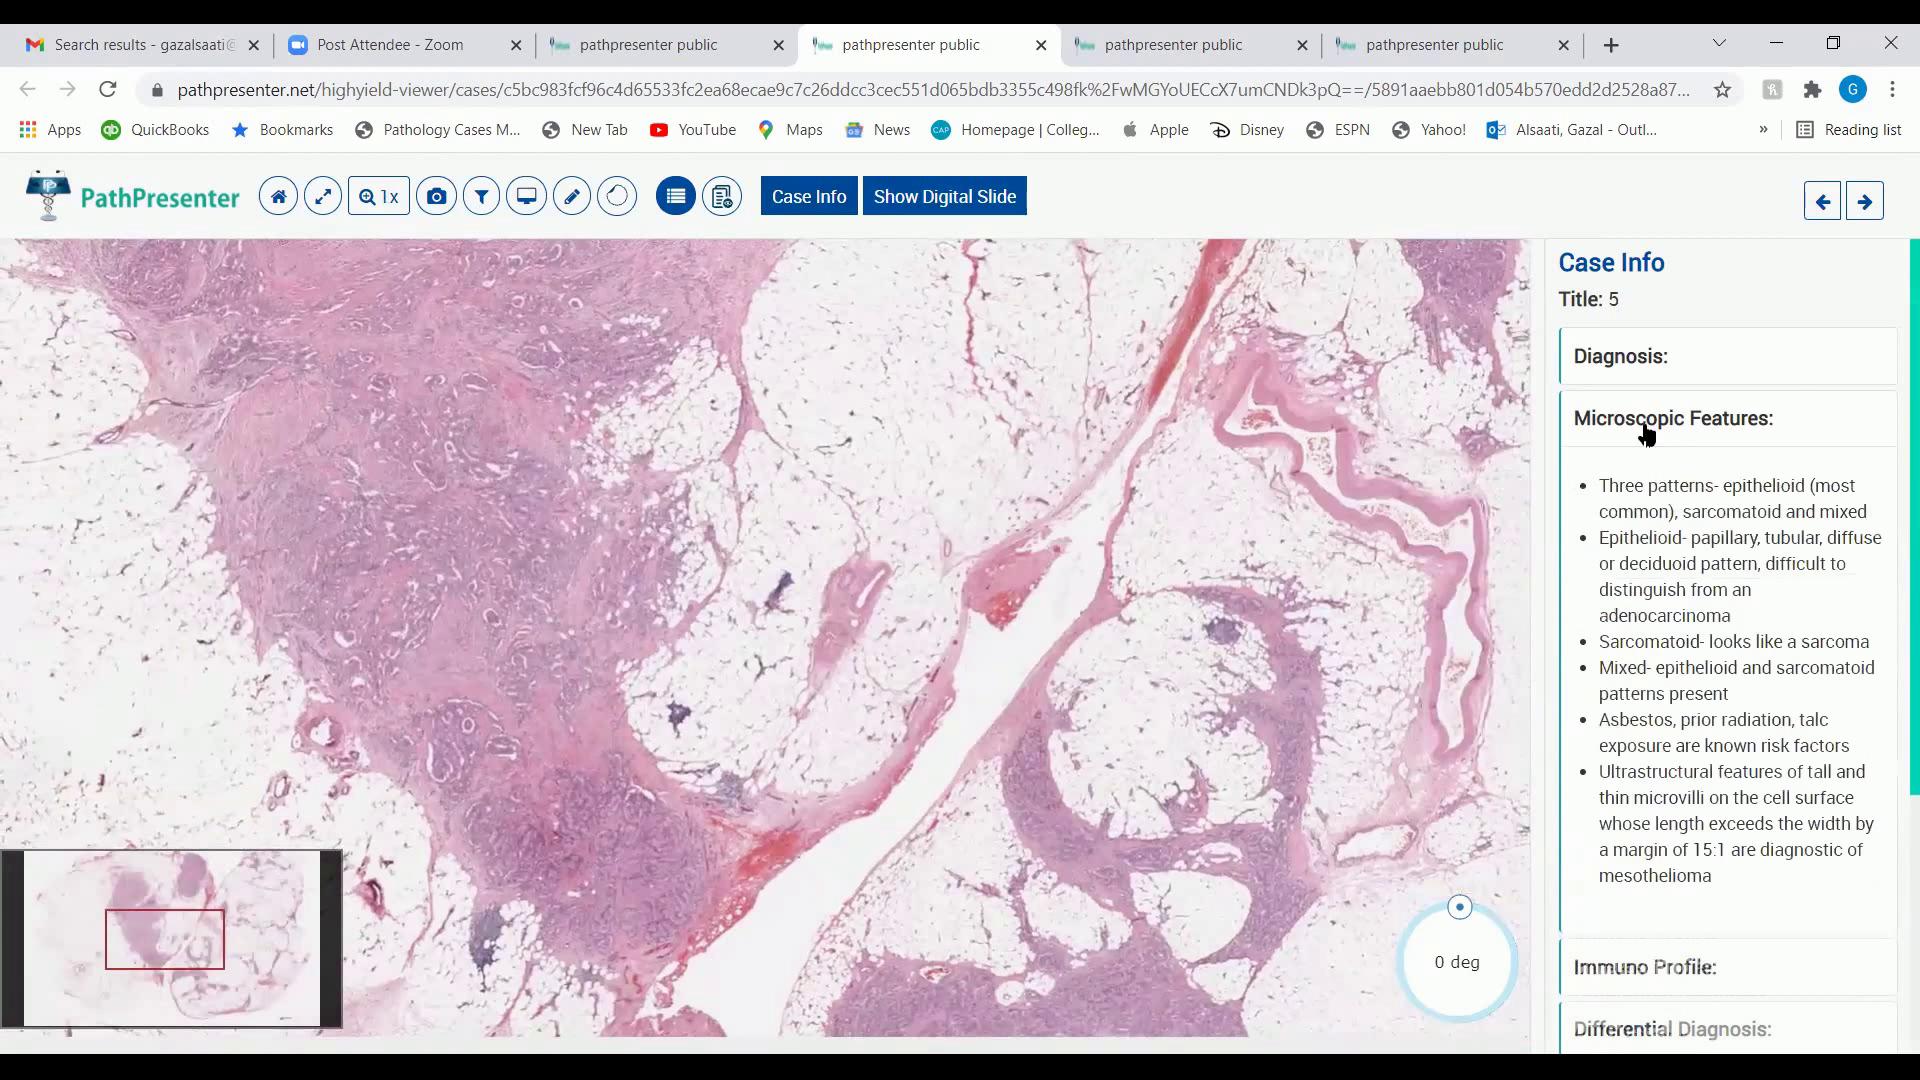 Search results - gazalsaati@
Post Attendee - Zoom
pathpresenter public
pathpresenter public
pathpresenter public
pathpresenter public
pathpresenter.net/highyield-viewer/cases/c5bc983fcf96c4d65533fc2ea68ecae9c7c26ddcc3cec551d065bdb3355c498fk%2FwMGYoUECcX7umCNDk3pQ==/5891aaebb801d054b570edd2d2528a87...
G
Apps
QuickBooks
Bookmarks
Pathology Cases M...
New Tab
YouTube
Maps
News
CAP Homepage | Colleg...
Apple
Disney
ESPN
Yahoo!
Alsaati, Gazal - Outl...
»
Reading list
PathPresenter
1x
Case Info
Show Digital Slide
Case Info
Title: 5
Diagnosis:
Microscopic Features:
• Three patterns- epithelioid (most
common), sarcomatoid and mixed
• Epithelioid- papillary, tubular, diffuse
or deciduoid pattern, difficult to
distinguish from an
adenocarcinoma
• Sarcomatoid- looks like a sarcoma
• Mixed- epithelioid and sarcomatoid
patterns present
• Asbestos, prior radiation, talc
exposure are known risk factors
• Ultrastructural features of tall and
thin microvilli on the cell surface
whose length exceeds the width by
a margin of 15:1 are diagnostic of
mesothelioma
Immuno Profile:
Differential Diagnosis:
0 deg